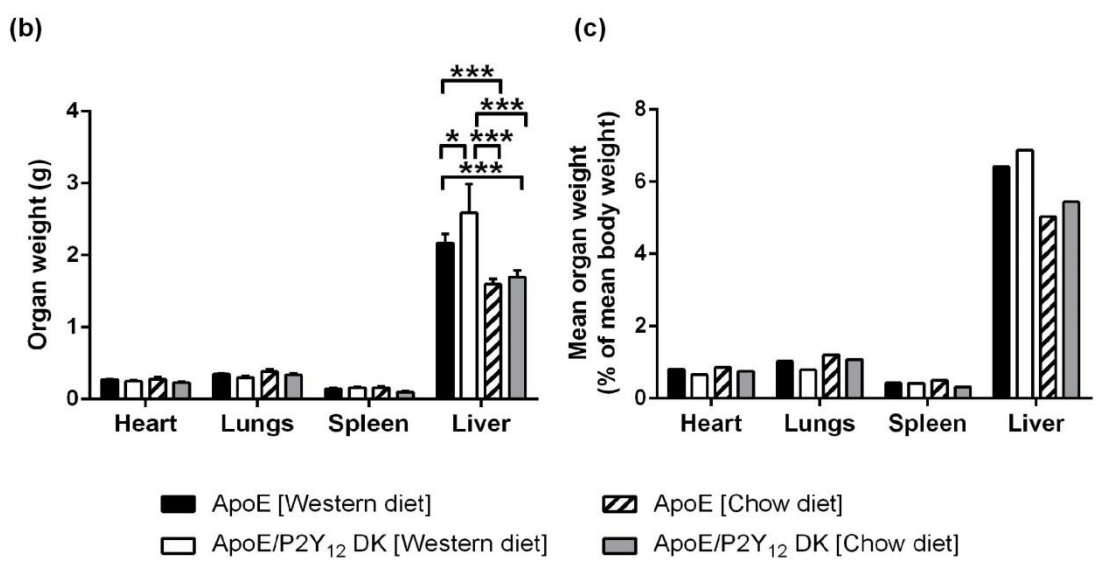 (b)
(c)
***
***
* ***
***
4
3
2
1
0
Organ weight (g)
Heart Lungs Spleen Liver
8
6
4
2
0
Mean organ weight
(% of mean body weight)
Heart Lungs Spleen Liver
ApoE [Western diet]
ApoE [Chow diet]
ApoE/P2Y12 DK [Western diet]
ApoE/P2Y12 DK [Chow diet]